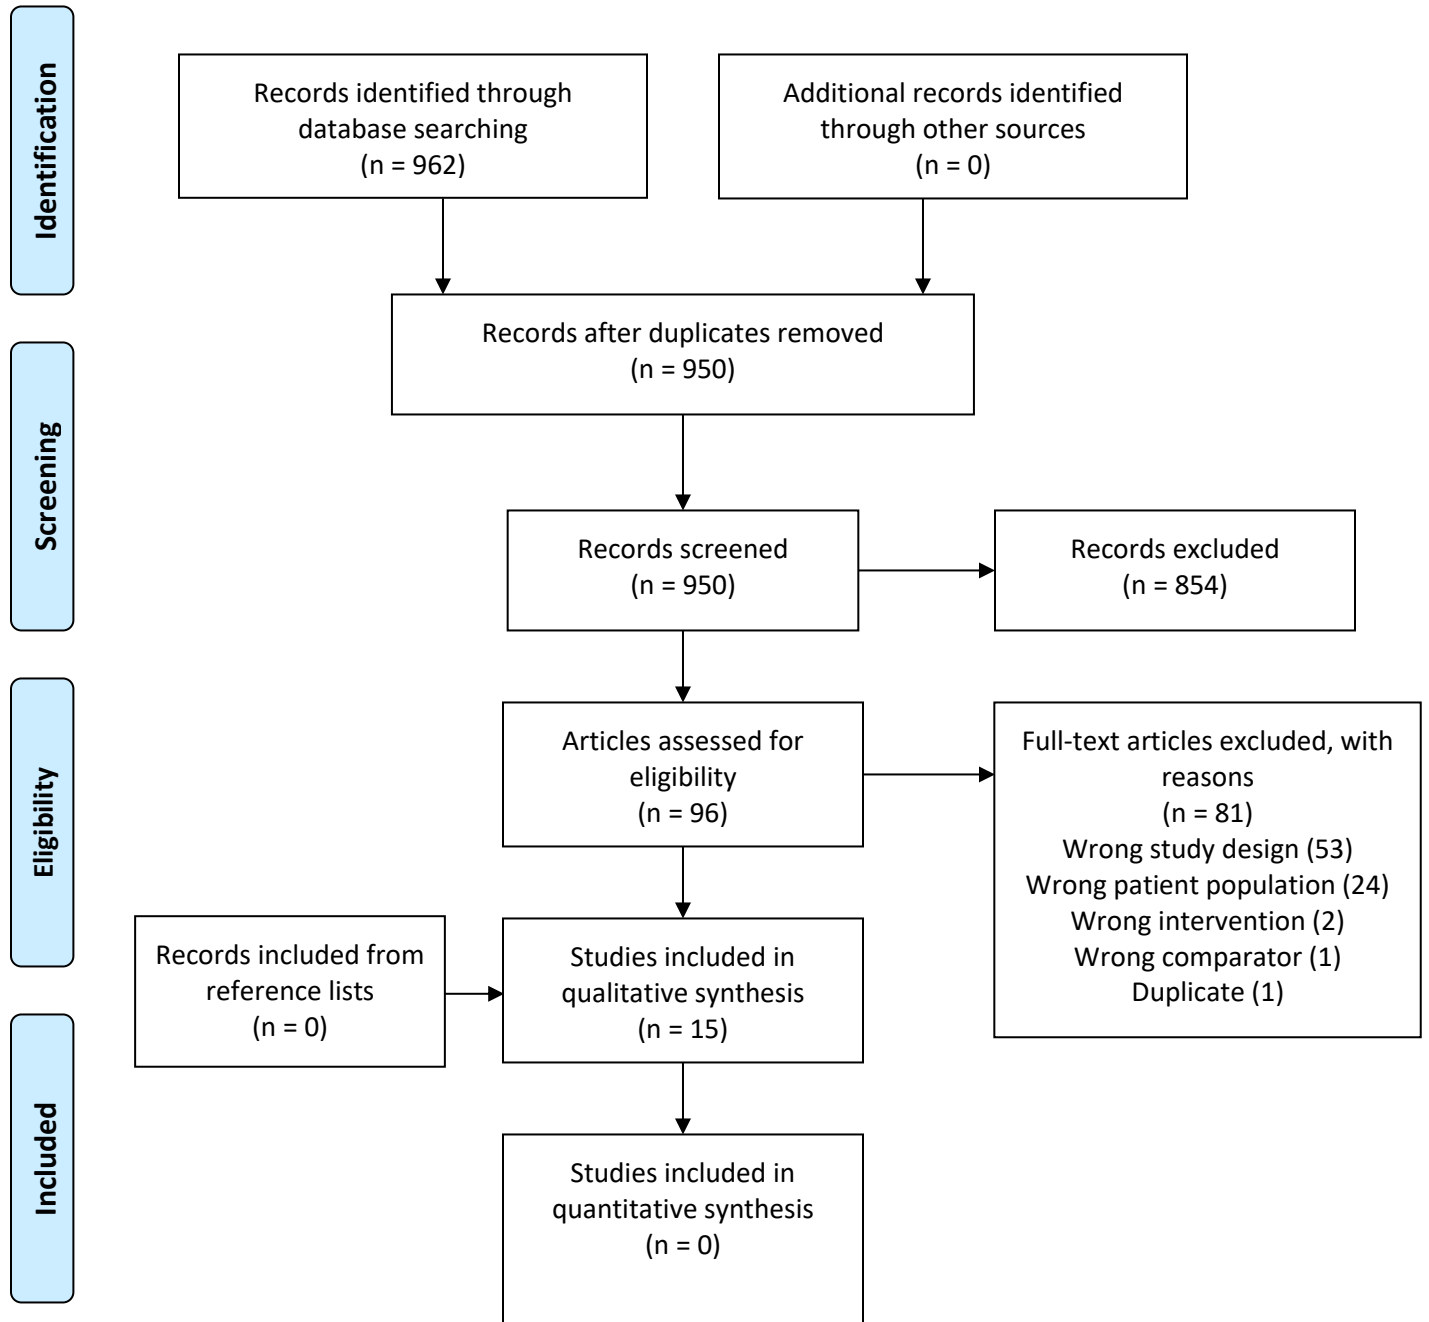 Identification
Records identified through
database searching
(n = 962)
Additional records identified
through other sources
(n = 0)
Records after duplicates removed
(n = 950)
Screening
Records screened
(n = 950)
Records excluded
(n = 854)
Eligibility
Articles assessed for
eligibility
(n = 96)
Full-text articles excluded, with
reasons
(n = 81)
Wrong study design (53)
Wrong patient population (24)
Wrong intervention (2)
Wrong comparator (1)
Duplicate (1)
Records included from
reference lists
(n = 0)
Studies included in
qualitative synthesis
(n = 15)
Included
Studies included in
quantitative synthesis
(n = 0)